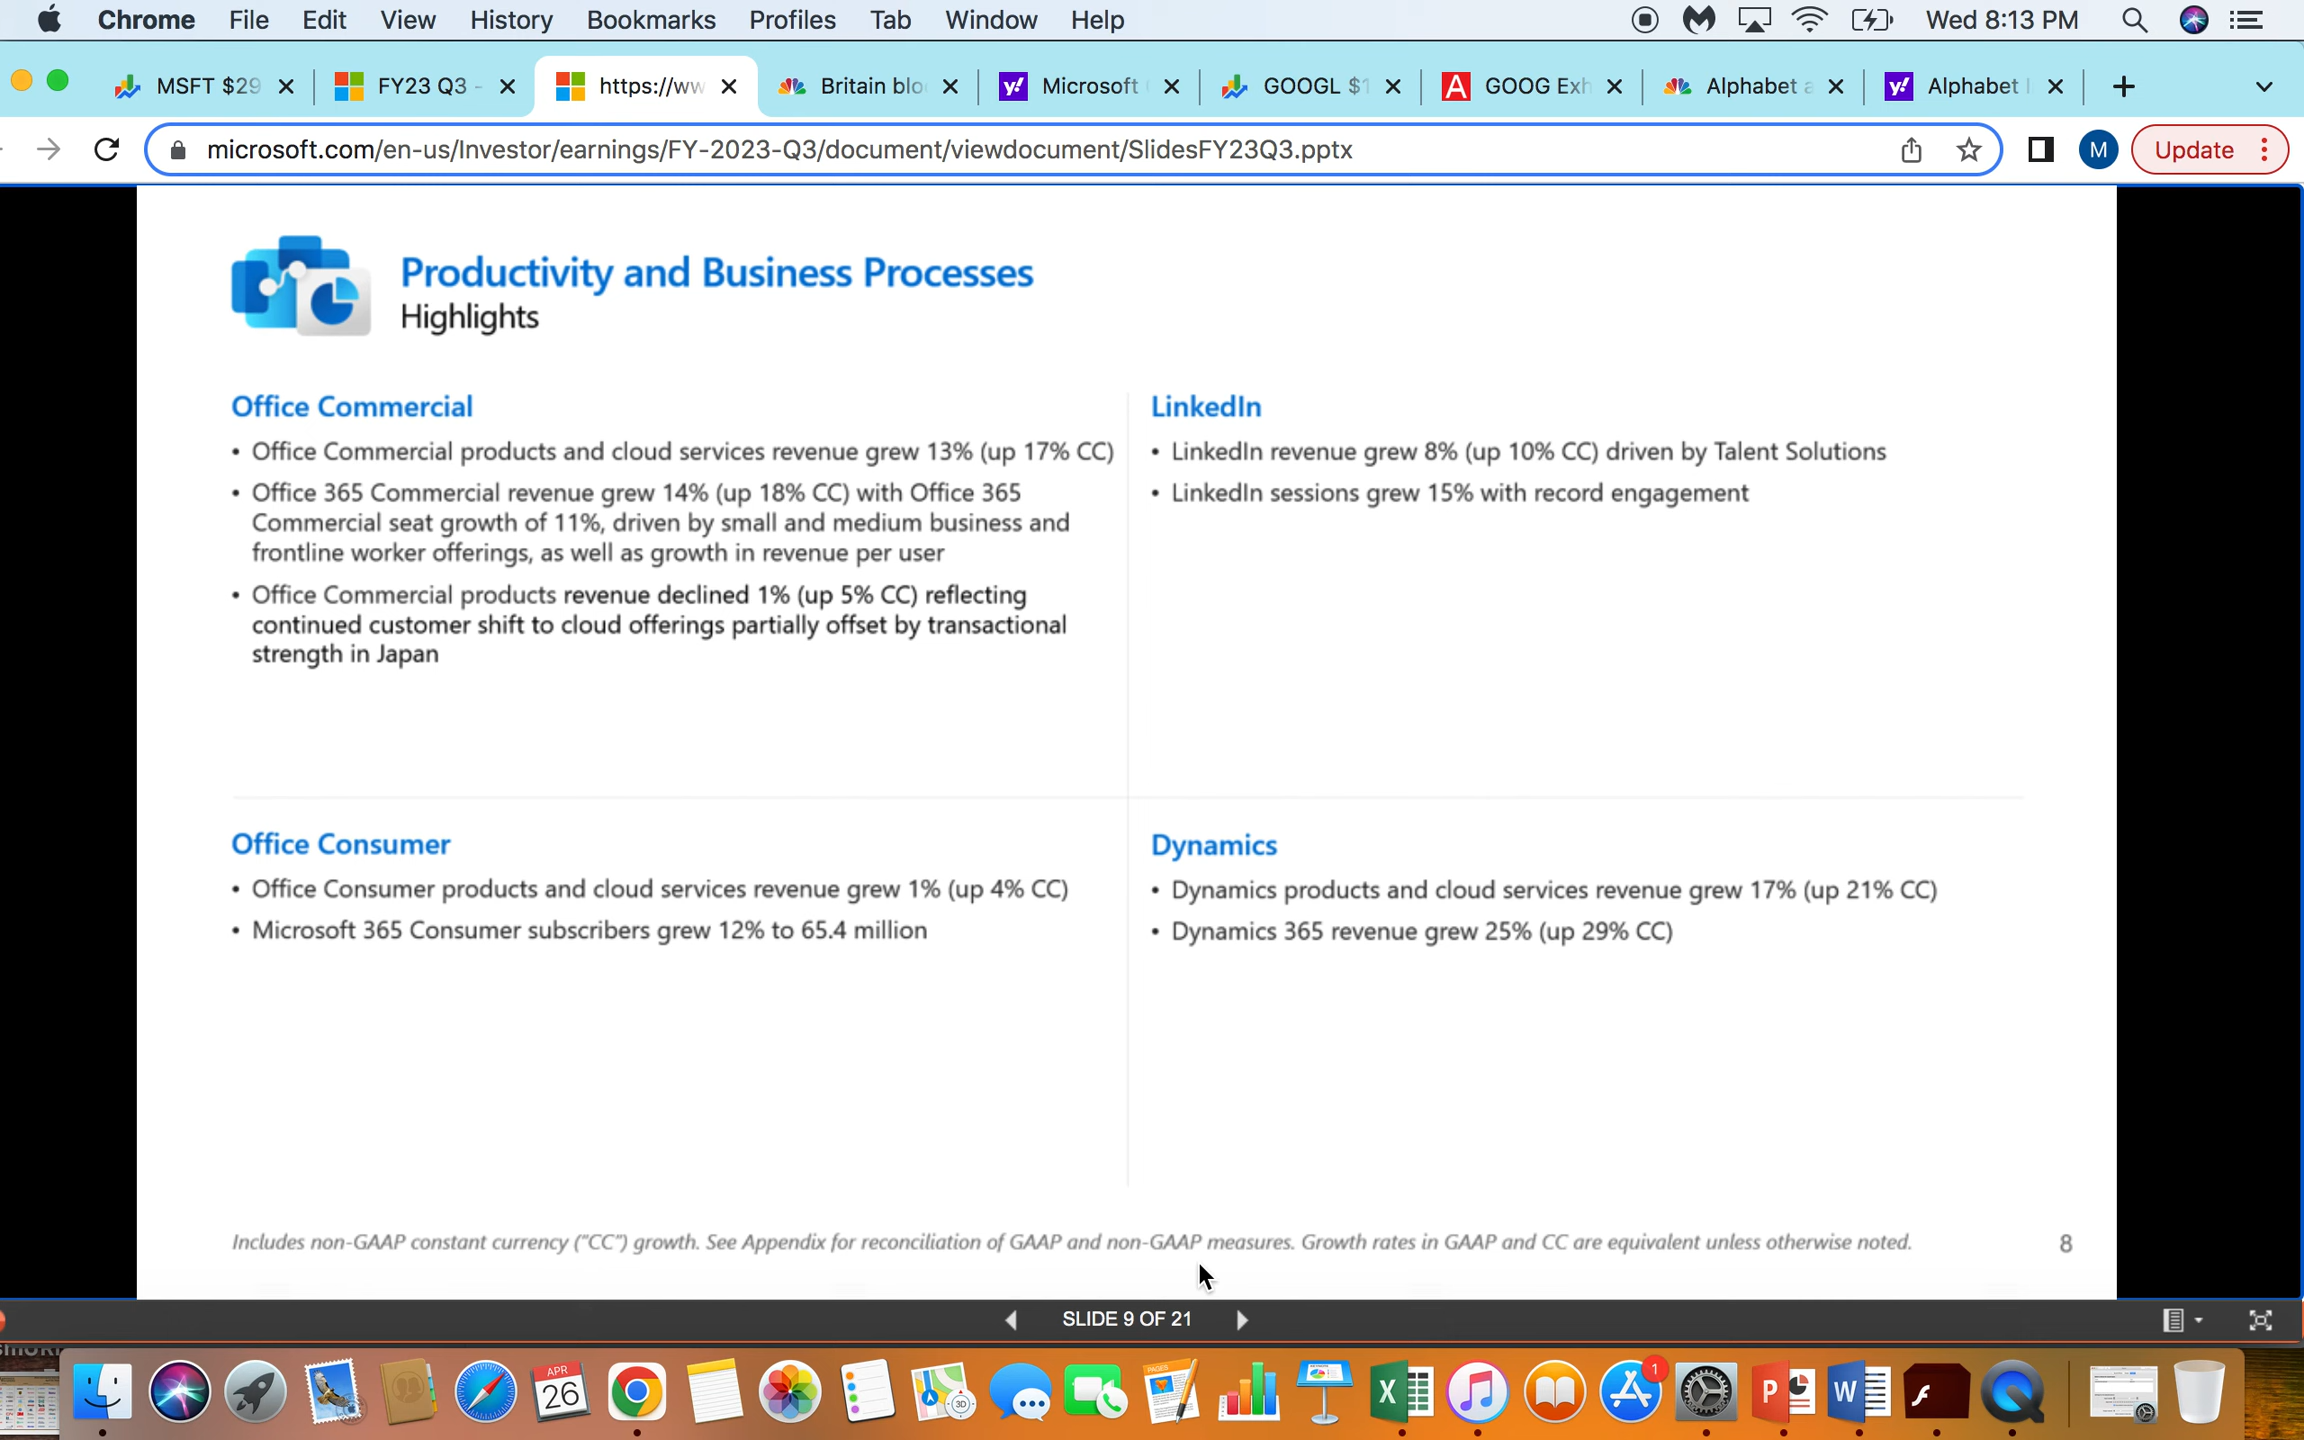 Chrome File Edit View History Bookmarks Profiles Tab Window Help Wed 8:13 PM
MSFT $29 FY23 Q3 - https://ww Britain blo Microsoft GOOGL $1 GOOG Exh Alphabet a Alphabet I
microsoft.com/en-us/Investor/earnings/FY-2023-Q3/document/viewdocument/SlidesFY23Q3.pptx M Update
Productivity and Business Processes
Highlights
Office Commercial
• Office Commercial products and cloud services revenue grew 13% (up 17% CC)
• Office 365 Commercial revenue grew 14% (up 18% CC) with Office 365
Commercial seat growth of 11%, driven by small and medium business and
frontline worker offerings, as well as growth in revenue per user
• Office Commercial products revenue declined 1% (up 5% CC) reflecting
continued customer shift to cloud offerings partially offset by transactional
strength in Japan
LinkedIn
• LinkedIn revenue grew 8% (up 10% CC) driven by Talent Solutions
• LinkedIn sessions grew 15% with record engagement
Office Consumer
• Office Consumer products and cloud services revenue grew 1% (up 4% CC)
• Microsoft 365 Consumer subscribers grew 12% to 65.4 million
Dynamics
• Dynamics products and cloud services revenue grew 17% (up 21% CC)
• Dynamics 365 revenue grew 25% (up 29% CC)
Includes non-GAAP constant currency ("CC") growth. See Appendix for reconciliation of GAAP and non-GAAP measures. Growth rates in GAAP and CC are equivalent unless otherwise noted. 8
SLIDE 9 OF 21
APR
26
PAGES
3D
1